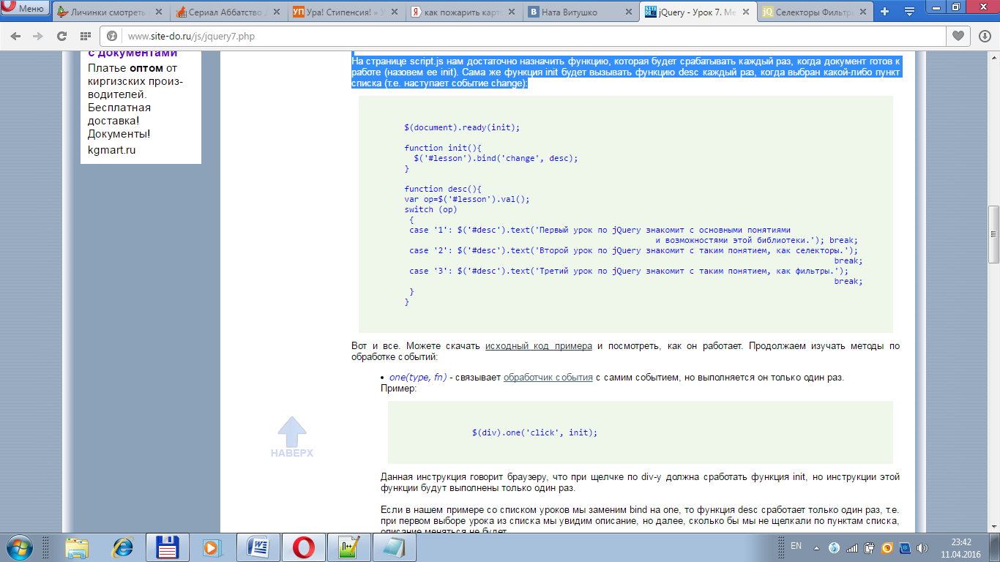 Меню
Личинки смотреть
Сериал Аббатство
Ура! Стипенсия! » У
как пожарить карт
Ната Витушко
jQuery - Урок 7. Ме
Селекторы Фильтр
www.site-do.ru/js/jquery7.php
с документами
Платье оптом от
киргизских произ-
водителей.
Бесплатная
доставка!
Документы!
kgmart.ru
На странице script.js нам достаточно назначить функцию, которая будет срабатывать каждый раз, когда документ готов к
работе (назовем ее init). Сама же функция init будет вызывать функцию desc каждый раз, когда выбран какой-либо пункт
списка (т.е. наступает событие change):
$(document).ready(init);
function init(){
$('#lesson').bind('change', desc);
}
function desc(){
var op=$('#lesson').val();
switch (op)
{
case '1': $('#desc').text('Первый урок по jQuery знакомит с основными понятиями
и возможностями этой библиотеки.'); break;
case '2': $('#desc').text('Второй урок по jQuery знакомит с таким понятием, как селекторы.');
break;
case '3': $('#desc').text('Третий урок по jQuery знакомит с таким понятием, как фильтры.');
break;
}
}
Вот и все. Можете скачать исходный код примера и посмотреть, как он работает. Продолжаем изучать методы по
обработке событий:
• one(type, fn) - связывает обработчик события с самим событием, но выполняется он только один раз.
Пример:
$(div).one('click', init);
НАВЕРХ
Данная инструкция говорит браузеру, что при щелчке по div-у должна сработать функция init, но инструкции этой
функции будут выполнены только один раз.
Если в нашем примере со списком уроков мы заменим bind на one, то функция desc сработает только один раз, т.е.
при первом выборе урока из списка мы увидим описание, но далее, сколько бы мы не щелкали по пунктам списка,
описание меняться не будет.
EN
23:42
11.04.2016